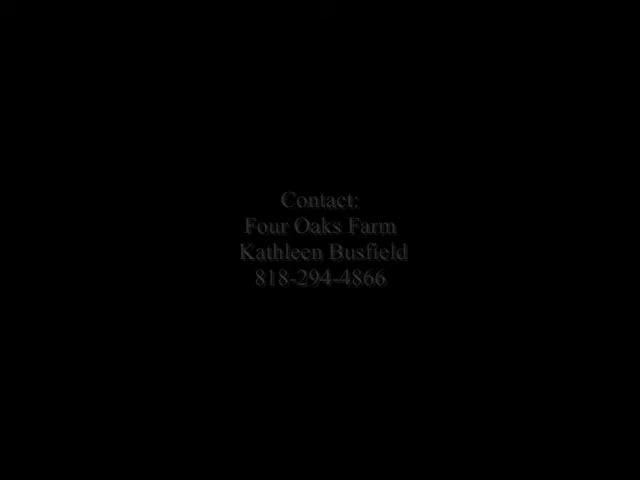 Contact:
Four Oaks Farm
Kathleen Busfield
818-294-4866